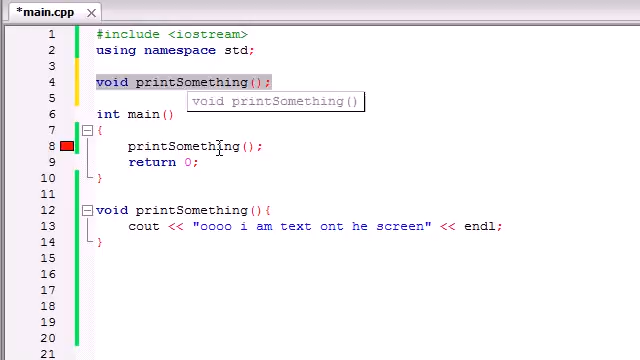 *main.cpp
1 #include <iostream>
2 using namespace std;
3
4 void printSomething();
5 void printSomething()
6 int main()
7 {
8 printSomething();
9 return 0;
10 }
11
12 void printSomething(){
13 cout << "oooo i am text ont he screen" << endl;
14 }
15
16
17
18
19
20
21